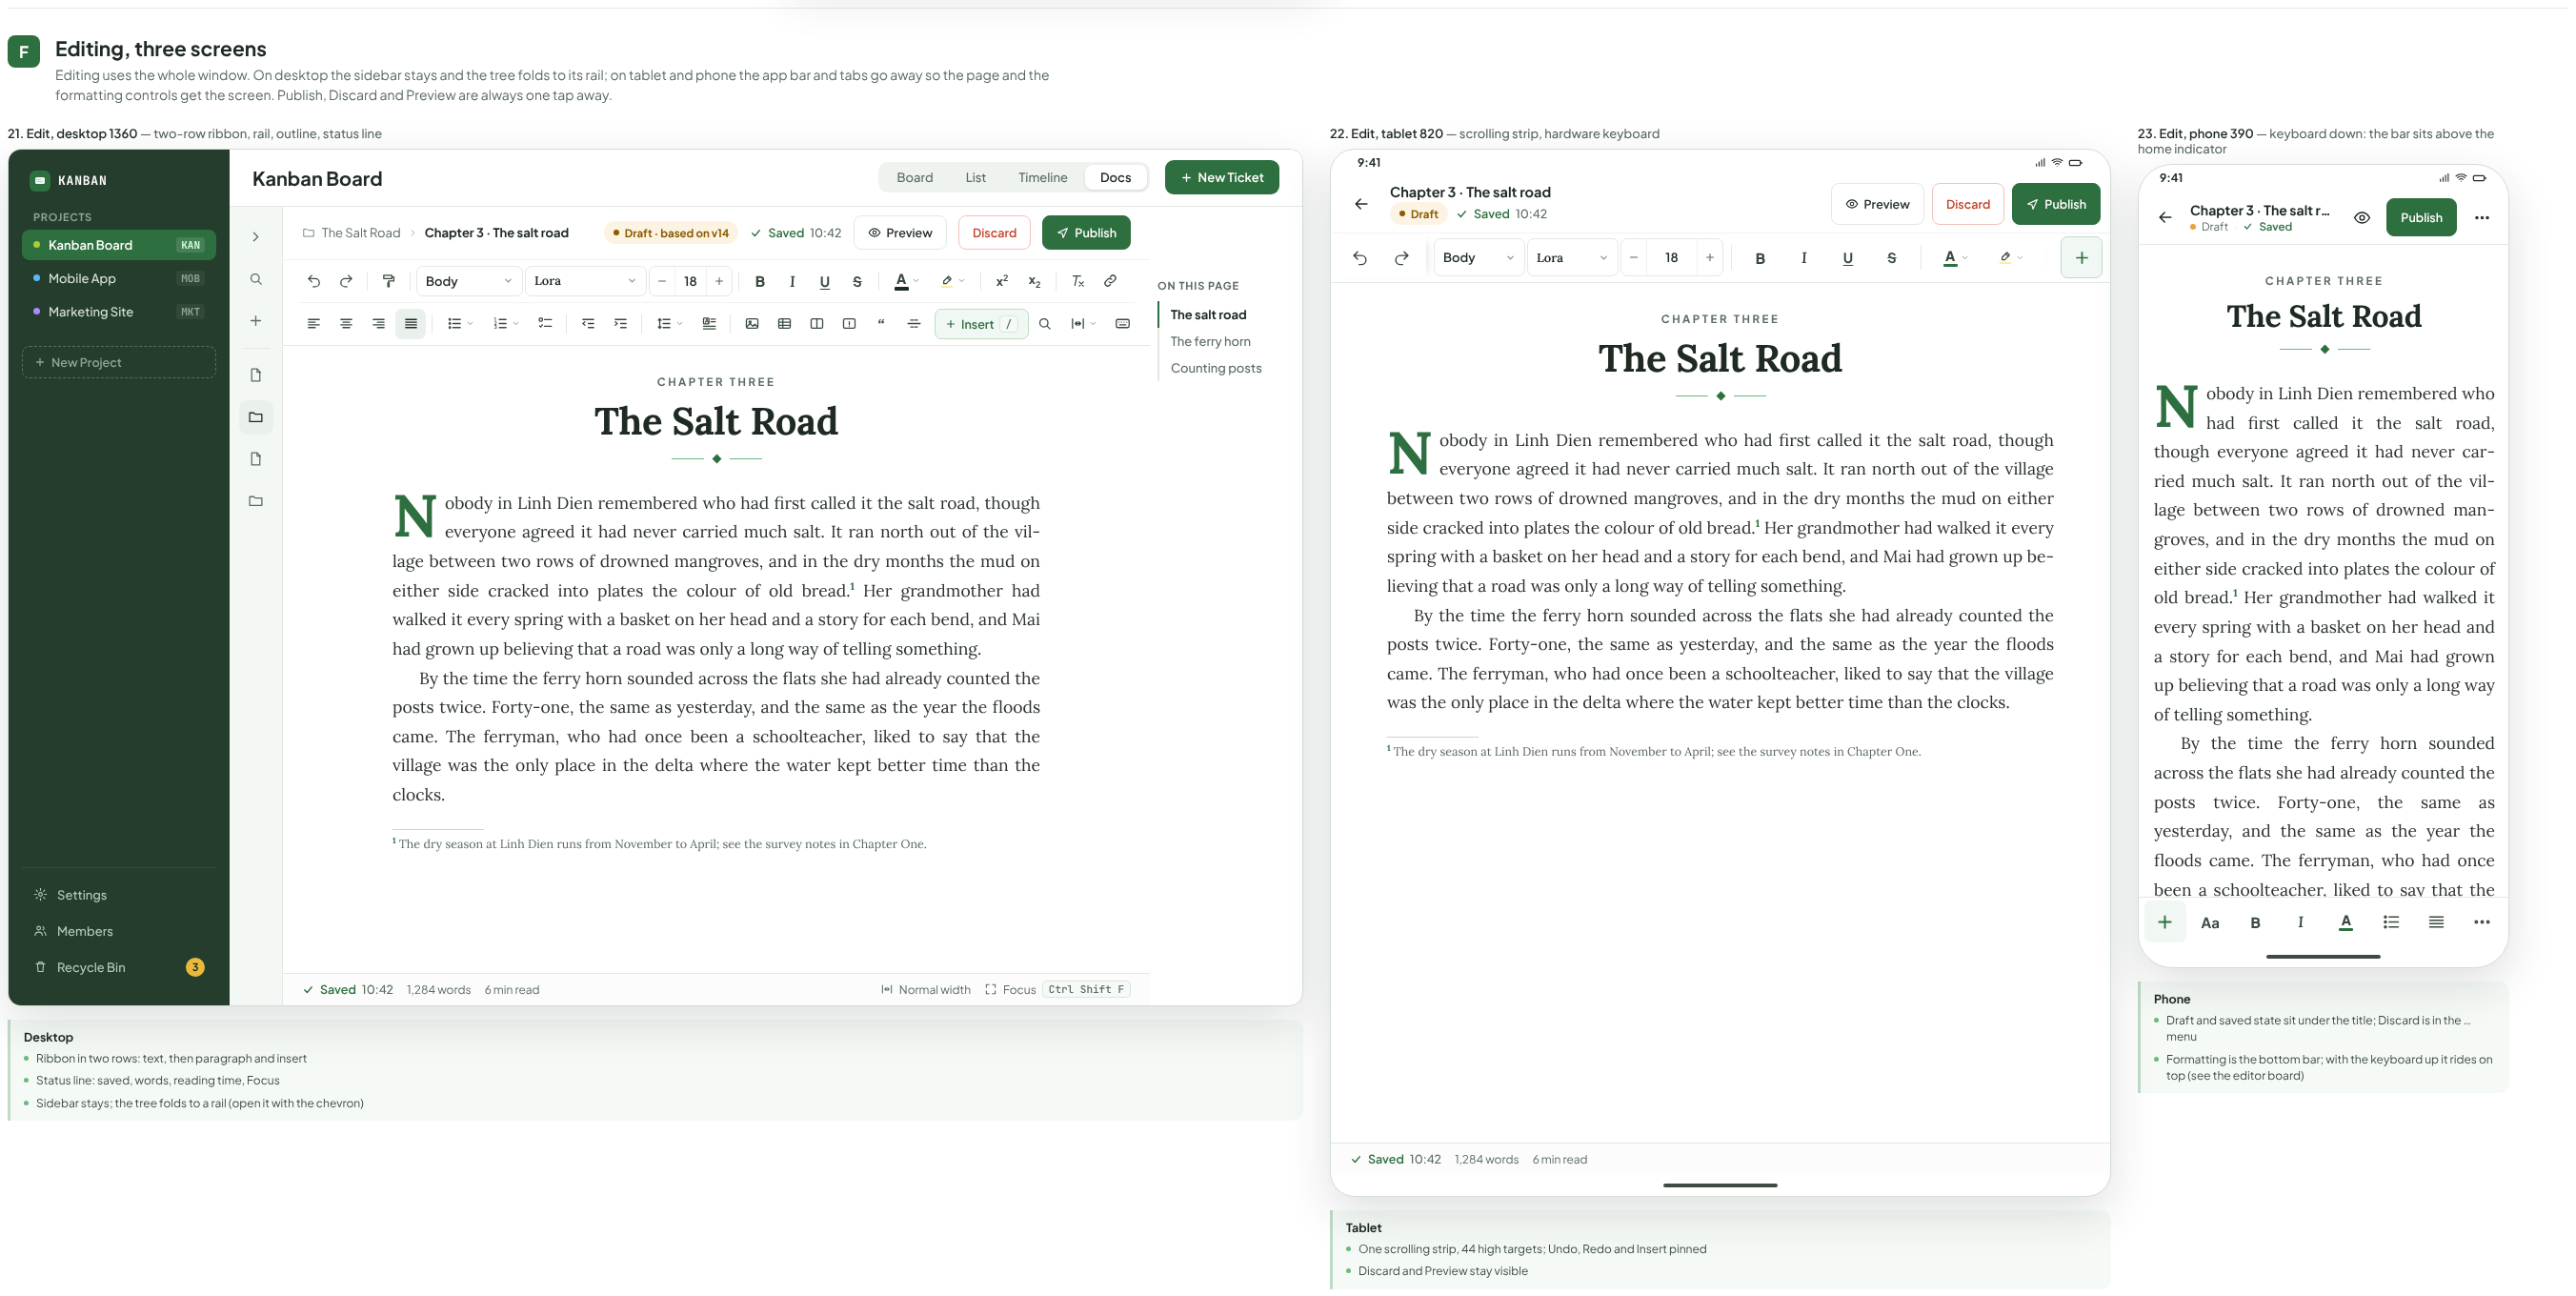 F
Editing, three screens
Editing uses the whole window. On desktop the sidebar stays and the tree folds to its rail; on tablet and phone the app bar and tabs go away so the page and the
formatting controls get the screen. Publish, Discard and Preview are always one tap away.
21. Edit, desktop 1360 — two-row ribbon, rail, outline, status line
KANBAN
PROJECTS
Kanban Board KAN
Mobile App MOB
Marketing Site MKT
+ New Project
Settings
Members
Recycle Bin 3
Kanban Board
Board List Timeline Docs
+ New Ticket
The Salt Road › Chapter 3 · The salt road
Draft · based on v14
Saved 10:42
Preview
Discard
Publish
Body Lora − 18 + B I U S A x² x₂ Tx
“ + Insert /
ON THIS PAGE
The salt road
The ferry horn
Counting posts
CHAPTER THREE
The Salt Road
Nobody in Linh Dien remembered who had first called it the salt road, though
everyone agreed it had never carried much salt. It ran north out of the vil-
lage between two rows of drowned mangroves, and in the dry months the mud on
either side cracked into plates the colour of old bread.¹ Her grandmother had
walked it every spring with a basket on her head and a story for each bend, and Mai
had grown up believing that a road was only a long way of telling something.
By the time the ferry horn sounded across the flats she had already counted the
posts twice. Forty-one, the same as yesterday, and the same as the year the floods
came. The ferryman, who had once been a schoolteacher, liked to say that the
village was the only place in the delta where the water kept better time than the
clocks.
¹ The dry season at Linh Dien runs from November to April; see the survey notes in Chapter One.
Saved 10:42 1,284 words 6 min read
Normal width Focus Ctrl Shift F
Desktop
Ribbon in two rows: text, then paragraph and insert
Status line: saved, words, reading time, Focus
Sidebar stays; the tree folds to a rail (open it with the chevron)
22. Edit, tablet 820 — scrolling strip, hardware keyboard
9:41
Chapter 3 · The salt road
Draft Saved 10:42
Preview
Discard
Publish
Body Lora − 18 + B I U S A +
CHAPTER THREE
The Salt Road
Nobody in Linh Dien remembered who had first called it the salt road, though
everyone agreed it had never carried much salt. It ran north out of the village
between two rows of drowned mangroves, and in the dry months the mud on either
side cracked into plates the colour of old bread.¹ Her grandmother had walked it every
spring with a basket on her head and a story for each bend, and Mai had grown up be-
lieving that a road was only a long way of telling something.
By the time the ferry horn sounded across the flats she had already counted the
posts twice. Forty-one, the same as yesterday, and the same as the year the floods
came. The ferryman, who had once been a schoolteacher, liked to say that the village
was the only place in the delta where the water kept better time than the clocks.
¹ The dry season at Linh Dien runs from November to April; see the survey notes in Chapter One.
Saved 10:42 1,284 words 6 min read
Tablet
One scrolling strip, 44 high targets; Undo, Redo and Insert pinned
Discard and Preview stay visible
23. Edit, phone 390 — keyboard down: the bar sits above the
home indicator
9:41
Chapter 3 · The salt r...
Draft · Saved
Publish
CHAPTER THREE
The Salt Road
Nobody in Linh Dien remembered who
had first called it the salt road,
though everyone agreed it had never car-
ried much salt. It ran north out of the vil-
lage between two rows of drowned man-
groves, and in the dry months the mud on
either side cracked into plates the colour of
old bread.¹ Her grandmother had walked it
every spring with a basket on her head and
a story for each bend, and Mai had grown
up believing that a road was only a long way
of telling something.
By the time the ferry horn sounded
across the flats she had already counted the
posts twice. Forty-one, the same as
yesterday, and the same as the year the
floods came. The ferryman, who had once
been a schoolteacher, liked to say that the
+ Aa B I A
Phone
Draft and saved state sit under the title; Discard is in the ...
menu
Formatting is the bottom bar; with the keyboard up it rides on
top (see the editor board)